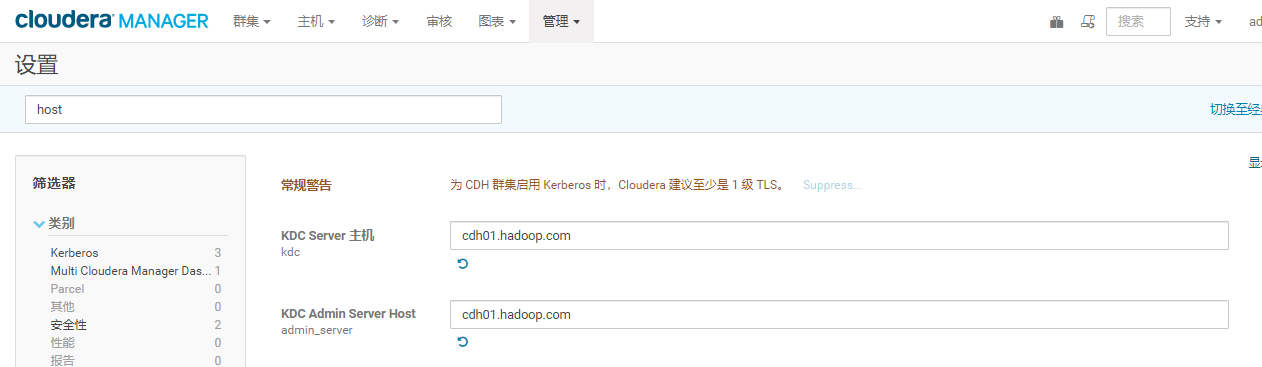 cloudera MANAGER 群集 主机 诊断 审核 图表 管理 搜索 支持 ad
设置
host 切换至经典
筛选器
类别
Kerberos 3
Multi Cloudera Manager Das... 1
Parcel 0
其他 0
安全性 2
性能 0
报告 0
常规警告 为 CDH 群集启用 Kerberos 时，Cloudera 建议至少是 1 级 TLS。 Suppress...
KDC Server 主机 cdh01.hadoop.com
kdc
KDC Admin Server Host cdh01.hadoop.com
admin_server